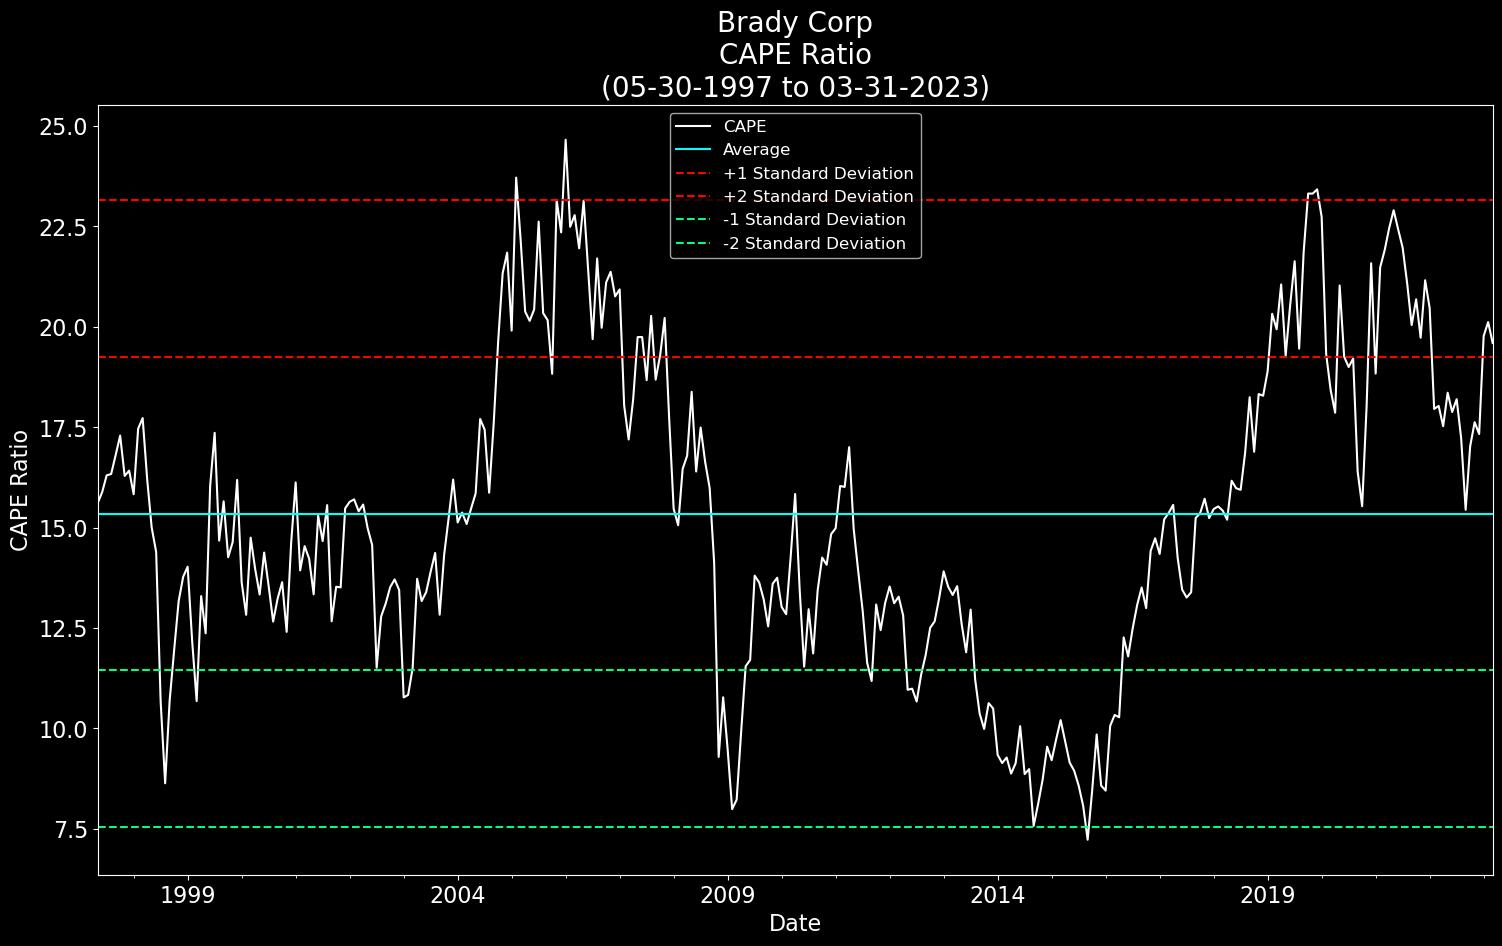 Brady Corp
CAPE Ratio
(05-30-1997 to 03-31-2023)
CAPE
Average
+1 Standard Deviation
+2 Standard Deviation
-1 Standard Deviation
-2 Standard Deviation
25.0
22.5
20.0
17.5
15.0
12.5
10.0
7.5
CAPE Ratio
1999 2004 2009 2014 2019
Date